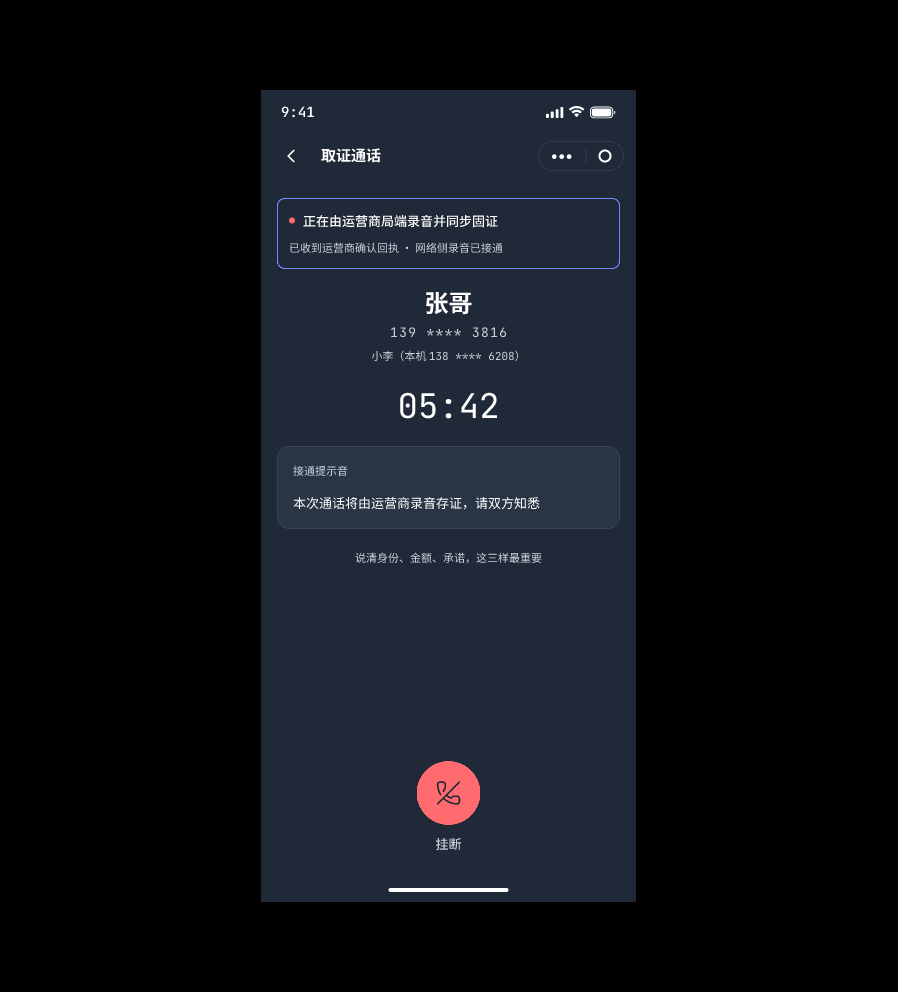 9:41
取证通话
正在由运营商局端录音并同步固证
已收到运营商确认回执 · 网络侧录音已接通
张哥
139 **** 3816
小李（本机138 **** 6208）
05:42
接通提示音
本次通话将由运营商录音存证，请双方知悉
说清身份、金额、承诺，这三样最重要
挂断